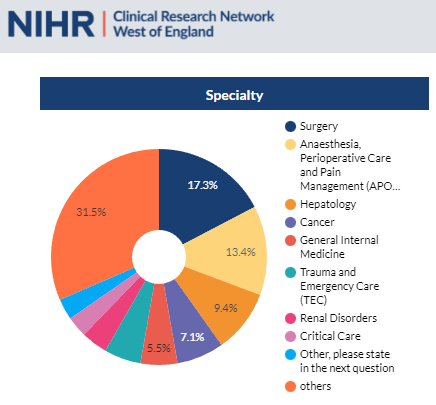 NIHR | Clinical Research Network
West of England
Specialty
17.3%
13.4%
9.4%
7.1%
5.5%
31.5%
Surgery
Anaesthesia,
Perioperative Care
and Pain
Management (APO...
Hepatology
Cancer
General Internal
Medicine
Trauma and
Emergency Care
(TEC)
Renal Disorders
Critical Care
Other, please state
in the next question
others